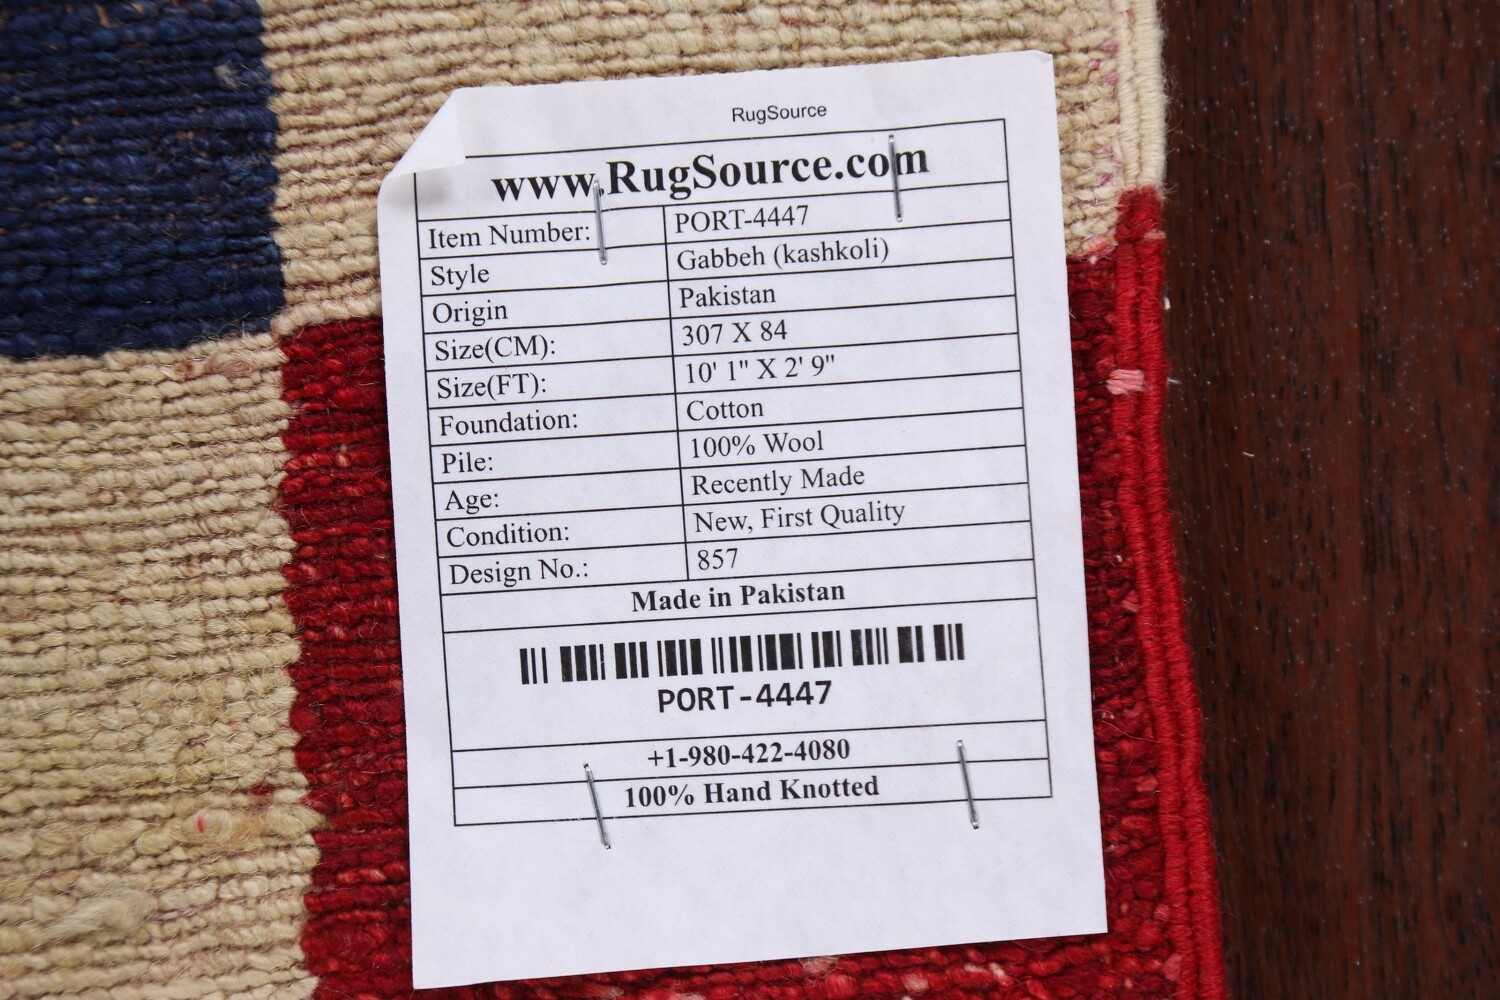 RugSource
www.RugSource.com
Item Number: PORT-4447
Style Gabbeh (kashkoli)
Origin Pakistan
Size(CM): 307 X 84
Size(FT): 10' 1" X 2' 9"
Foundation: Cotton
Pile: 100% Wool
Age: Recently Made
Condition: New, First Quality
Design No.: 857
Made in Pakistan
PORT-4447
+1-980-422-4080
100% Hand Knotted